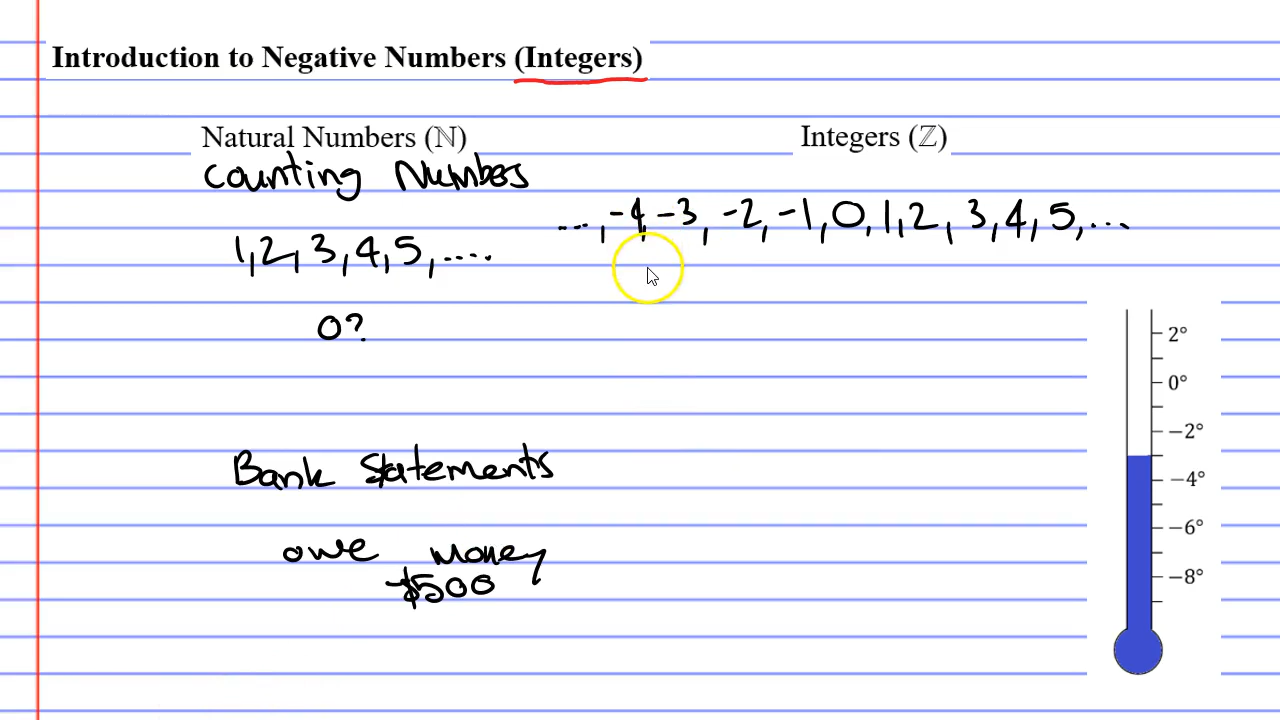 Introduction to Negative Numbers (Integers)
Natural Numbers (ℕ)
Integers (ℤ)
Counting Numbers
..., -4, -3, -2, -1, 0, 1, 2, 3, 4, 5, ...
1, 2, 3, 4, 5, ....
0?
2°
0°
-2°
-4°
-6°
-8°
Bank Statements
owe money
-$500